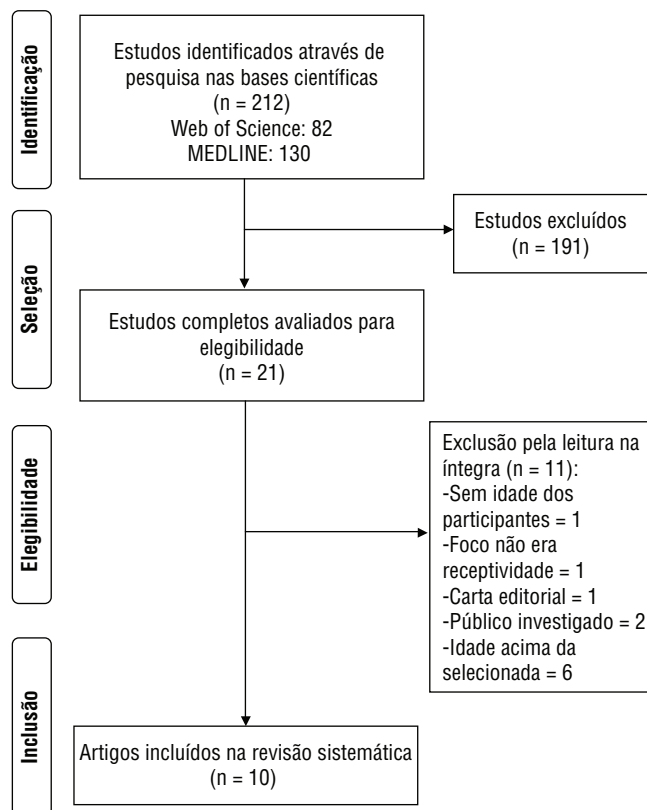 Identificação
Estudos identificados através de
pesquisa nas bases científicas
(n = 212)
Web of Science: 82
MEDLINE: 130
Seleção
Estudos excluídos
(n = 191)
Estudos completos avaliados para
elegibilidade
(n = 21)
Elegibilidade
Exclusão pela leitura na
íntegra (n = 11):
-Sem idade dos
participantes = 1
-Foco não era
receptividade = 1
-Carta editorial = 1
-Público investigado = 2
-Idade acima da
selecionada = 6
Inclusão
Artigos incluídos na revisão sistemática
(n = 10)